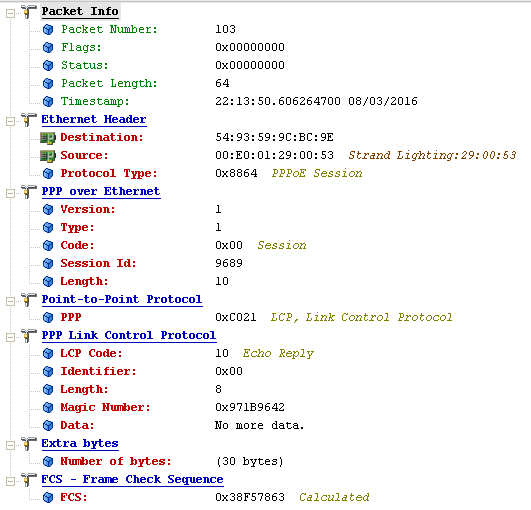 Packet Info
Packet Number: 103
Flags: 0x00000000
Status: 0x00000000
Packet Length: 64
Timestamp: 22:13:50.606264700 08/03/2016
Ethernet Header
Destination: 54:93:59:9C:BC:9E
Source: 00:E0:01:29:00:53 Strand Lighting:29:00:53
Protocol Type: 0x8864 PPPoE Session
PPP over Ethernet
Version: 1
Type: 1
Code: 0x00 Session
Session Id: 9689
Length: 10
Point-to-Point Protocol
PPP 0xC021 LCP, Link Control Protocol
PPP Link Control Protocol
LCP Code: 10 Echo Reply
Identifier: 0x00
Length: 8
Magic Number: 0x971B9642
Data: No more data.
Extra bytes
Number of bytes: (30 bytes)
FCS - Frame Check Sequence
FCS: 0x38F57863 Calculated